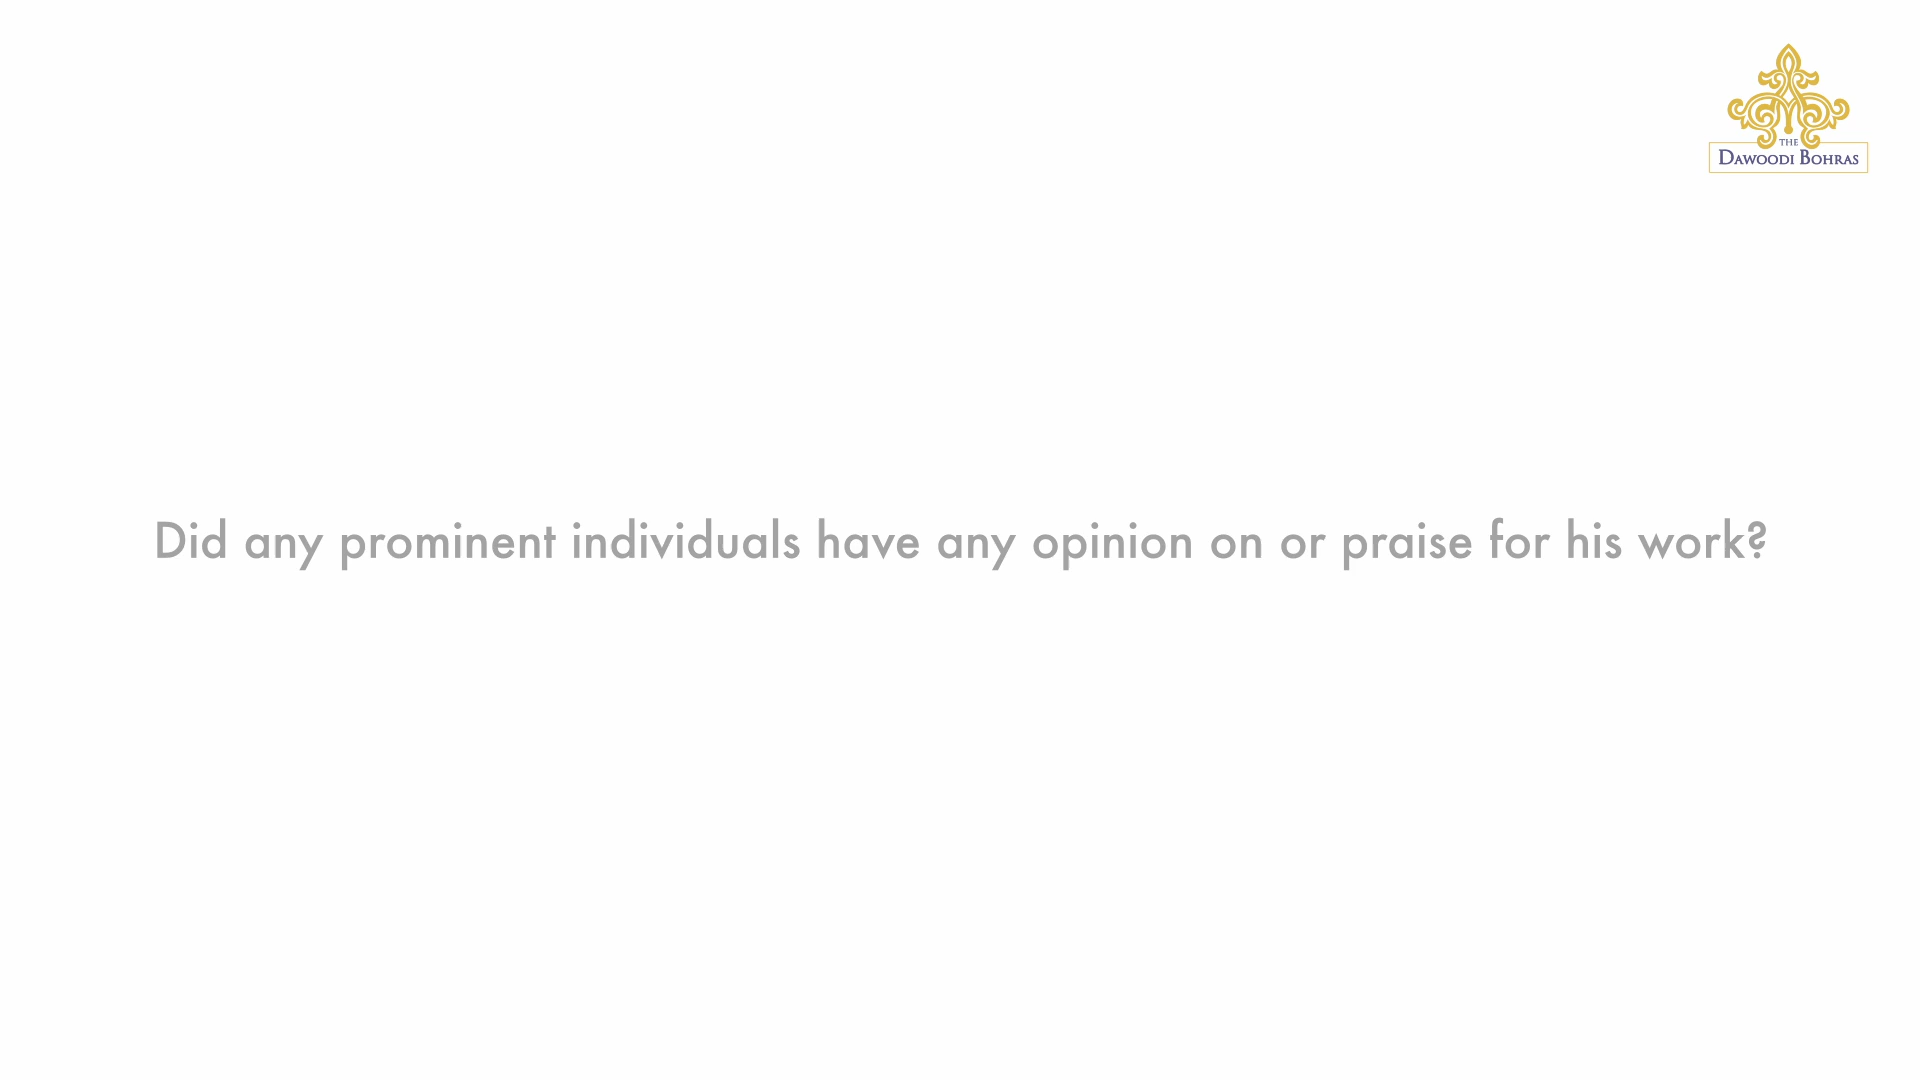 THE
DAWOODI BOHRAS
Did any prominent individuals have any opinion on or praise for his work?